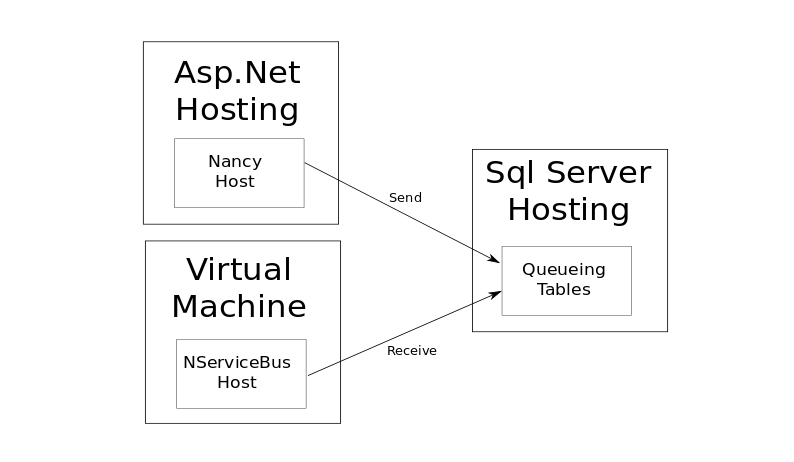 Asp.Net
Hosting
Nancy
Host
Send
Sql Server
Hosting
Queueing
Tables
Virtual
Machine
NServiceBus
Host
Receive